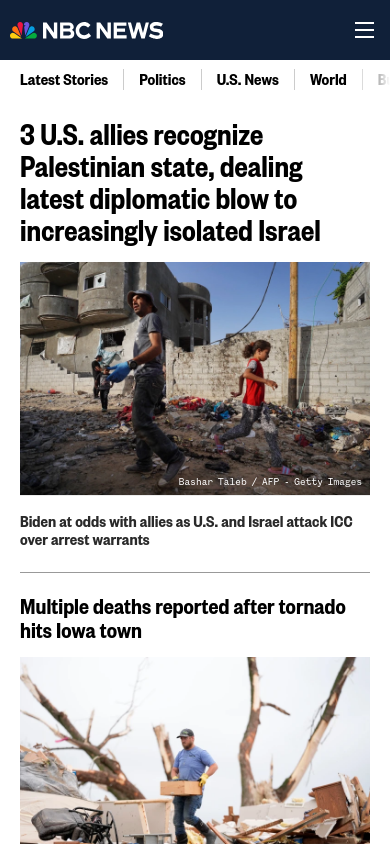 NBC NEWS
Latest Stories
Politics
U.S. News
World
3 U.S. allies recognize
Palestinian state, dealing
latest diplomatic blow to
increasingly isolated Israel
Bashar Taleb / AFP - Getty Images
Biden at odds with allies as U.S. and Israel attack ICC
over arrest warrants
Multiple deaths reported after tornado
hits Iowa town